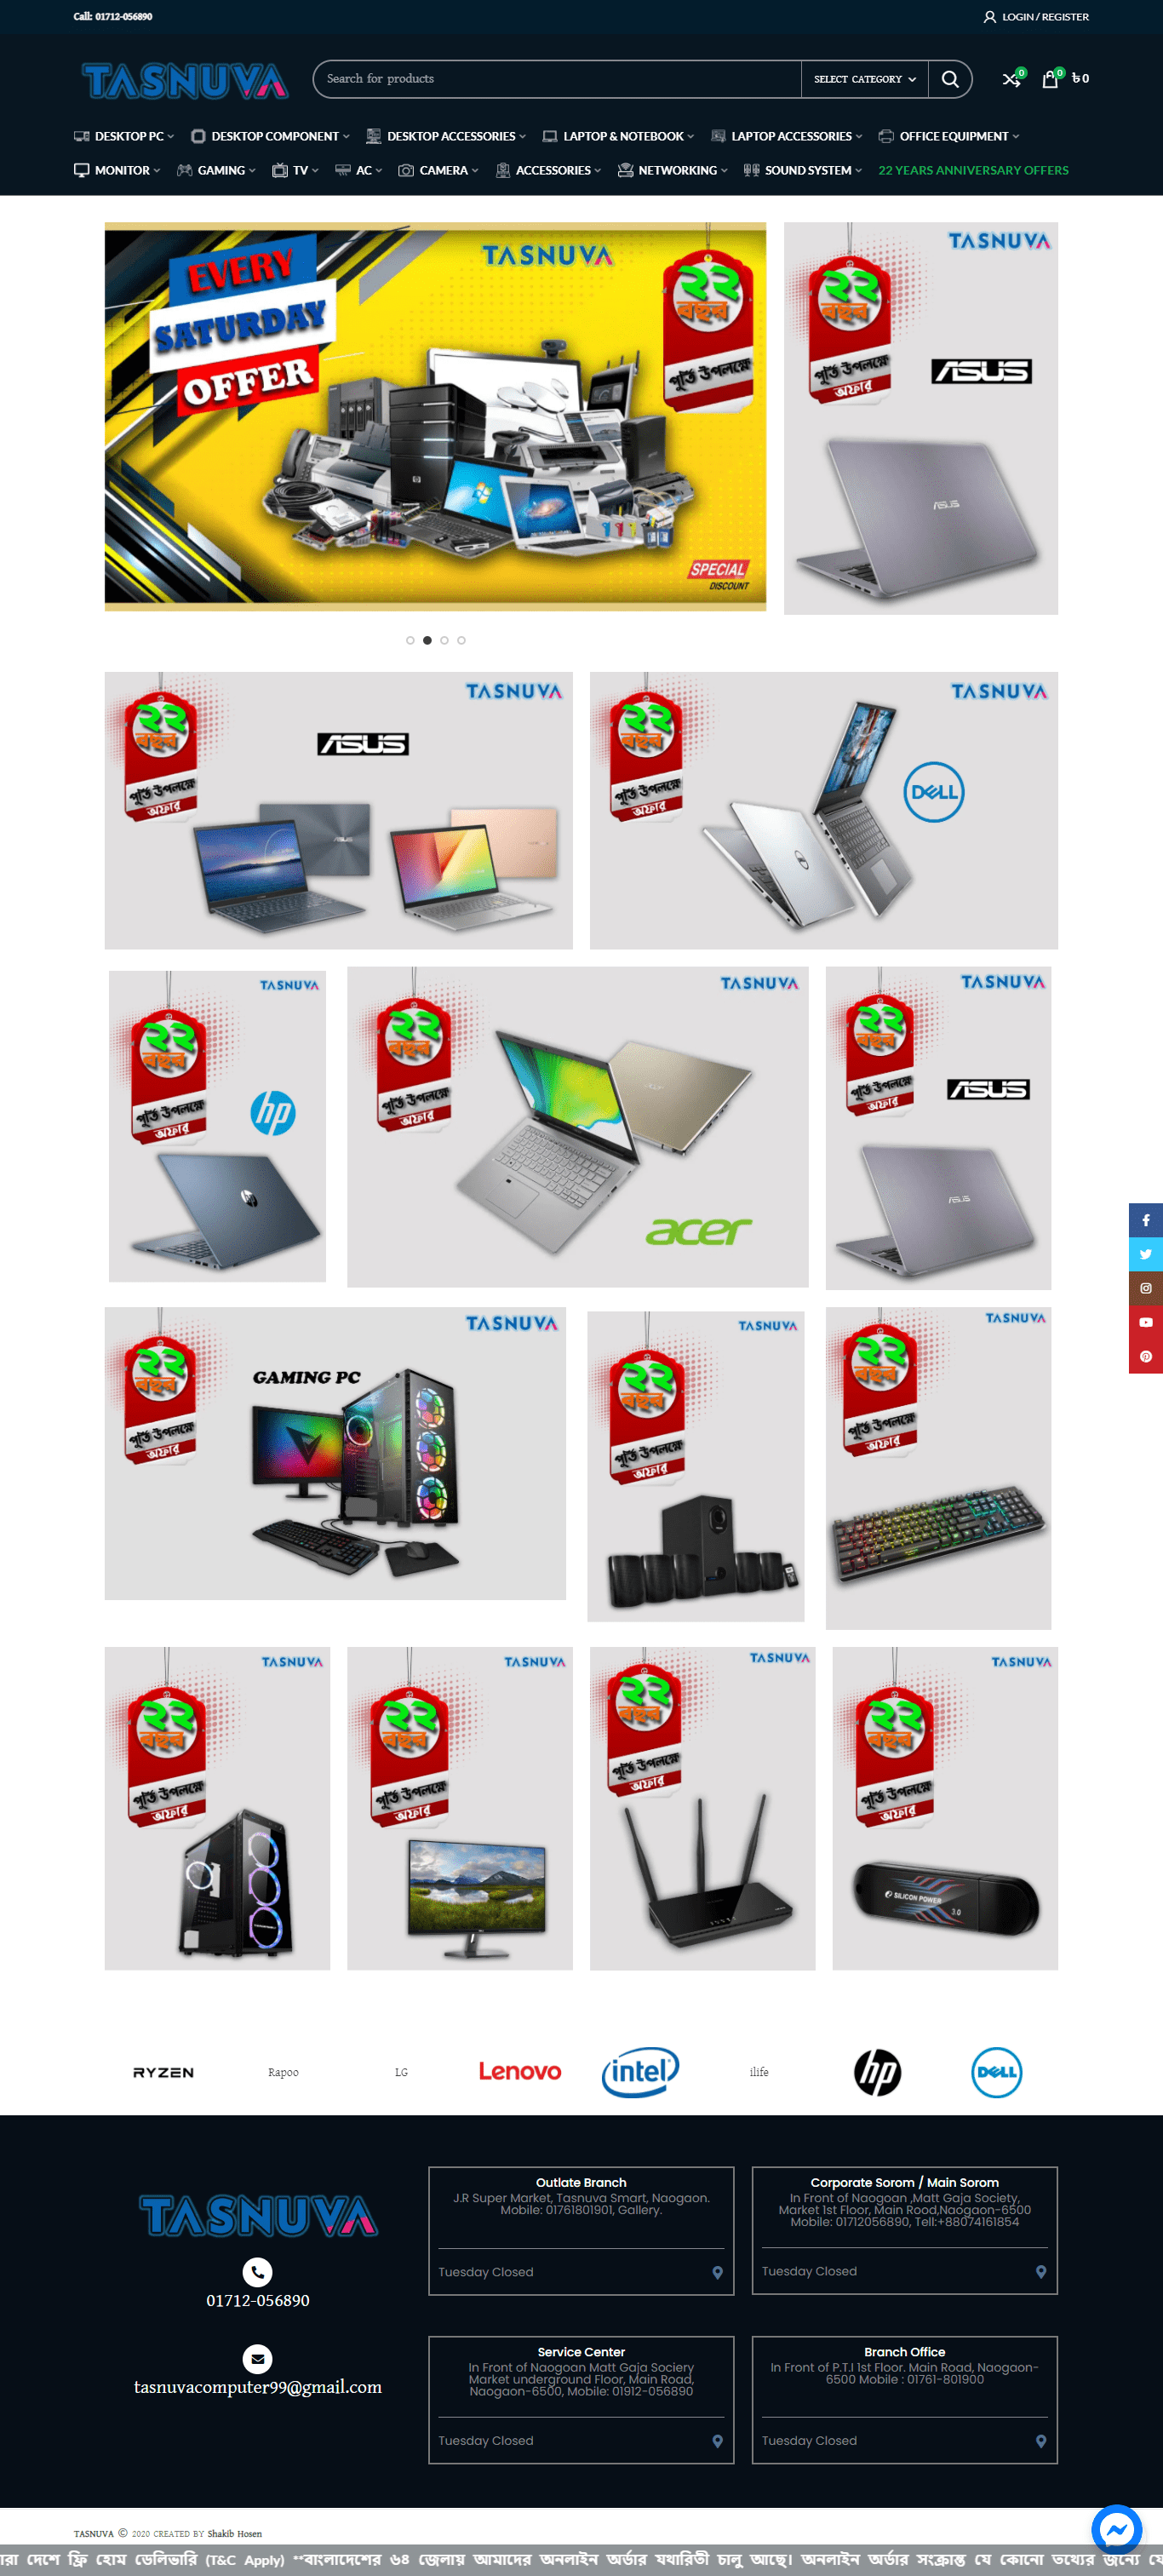 Call: 01712-056890
LOGIN / REGISTER
TASNUVA
Search for products
SELECT CATEGORY
0
0
৳ 0
DESKTOP PC
DESKTOP COMPONENT
DESKTOP ACCESSORIES
LAPTOP & NOTEBOOK
LAPTOP ACCESSORIES
OFFICE EQUIPMENT
MONITOR
GAMING
TV
AC
CAMERA
ACCESSORIES
NETWORKING
SOUND SYSTEM
22 YEARS ANNIVERSARY OFFERS
EVERY
SATURDAY
OFFER
TASNUVA
২২
বছর
পূর্তি উপলক্ষে
অফার
SPECIAL
DISCOUNT
TASNUVA
২২
বছর
পূর্তি উপলক্ষে
অফার
ASUS
ASUS
TASNUVA
২২
বছর
পূর্তি উপলক্ষে
অফার
ASUS
ASUS
TASNUVA
২২
বছর
পূর্তি উপলক্ষে
অফার
DELL
DELL
TASNUVA
২২
বছর
পূর্তি উপলক্ষে
অফার
hp
TASNUVA
২২
বছর
পূর্তি উপলক্ষে
অফার
acer
acer
TASNUVA
২২
বছর
পূর্তি উপলক্ষে
অফার
ASUS
ASUS
TASNUVA
২২
বছর
পূর্তি উপলক্ষে
অফার
GAMING PC
TASNUVA
২২
বছর
পূর্তি উপলক্ষে
অফার
TASNUVA
২২
বছর
পূর্তি উপলক্ষে
অফার
TASNUVA
২২
বছর
পূর্তি উপলক্ষে
অফার
TASNUVA
২২
বছর
পূর্তি উপলক্ষে
অফার
TASNUVA
২২
বছর
পূর্তি উপলক্ষে
অফার
TASNUVA
২২
বছর
পূর্তি উপলক্ষে
অফার
SILICON POWER
3.0
RYZEN
Rapoo
LG
Lenovo
intel
ilife
hp
DELL
TASNUVA
01712-056890
tasnuvacomputer99@gmail.com
Outlate Branch
J.R Super Market, Tasnuva Smart, Naogaon.
Mobile: 01761801901, Gallery.
Tuesday Closed
Corporate Sorom / Main Sorom
In Front of Naogoan ,Matt Gaja Society,
Market 1st Floor, Main Road,Naogaon-6500
Mobile: 01712056890, Tell:+88074161854
Tuesday Closed
Service Center
In Front of Naogoan Matt Gaja Sociery
Market underground Floor, Main Road,
Naogaon-6500, Mobile: 01912-056890
Tuesday Closed
Branch Office
In Front of P.T.I 1st Floor. Main Road, Naogaon-
6500 Mobile : 01761-801900
Tuesday Closed
TASNUVA © 2020 CREATED BY Shakib Hosen
রা দেশে ফ্রি হোম ডেলিভারি (T&C Apply) **বাংলাদেশের ৬৪ জেলায় আমাদের অনলাইন অর্ডার যথারিতী চালু আছে। অনলাইন অর্ডার সংক্রান্ত যে কোনো তথ্যের জন্যে যে